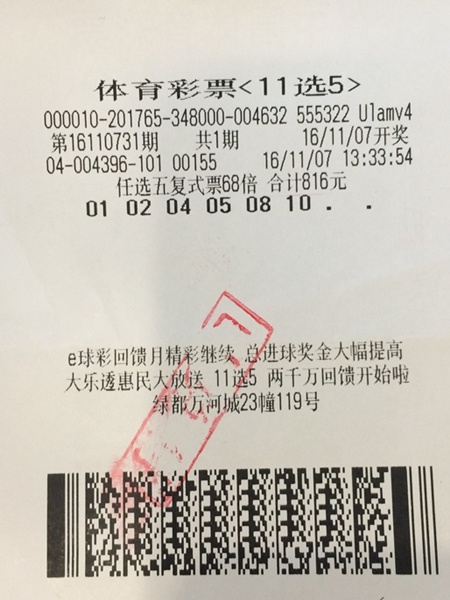 体育彩票<11选5>
000010-201765-348000-004632 555322 Ulamv4
第16110731期 共1期 16/11/07开奖
04-004396-101 00155 16/11/07 13:33:54
任选五复式票68倍 合计816元
01 02 04 05 08 10 . .
e球彩回馈月精彩继续 总进球奖金大幅提高
大乐透惠民大放送 11选5 两千万回馈开始啦
绿都万河城23幢119号